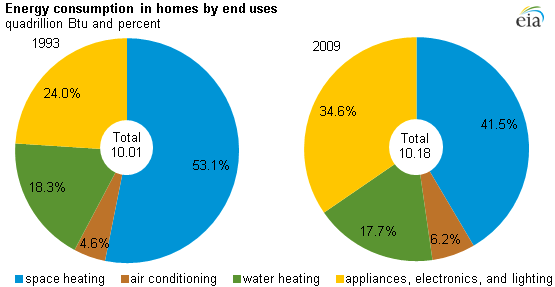 Energy consumption in homes by end uses
quadrillion Btu and percent
eia
1993
2009
24.0%
53.1%
18.3%
4.6%
Total
10.01
34.6%
41.5%
17.7%
6.2%
Total
10.18
space heating air conditioning water heating appliances, electronics, and lighting